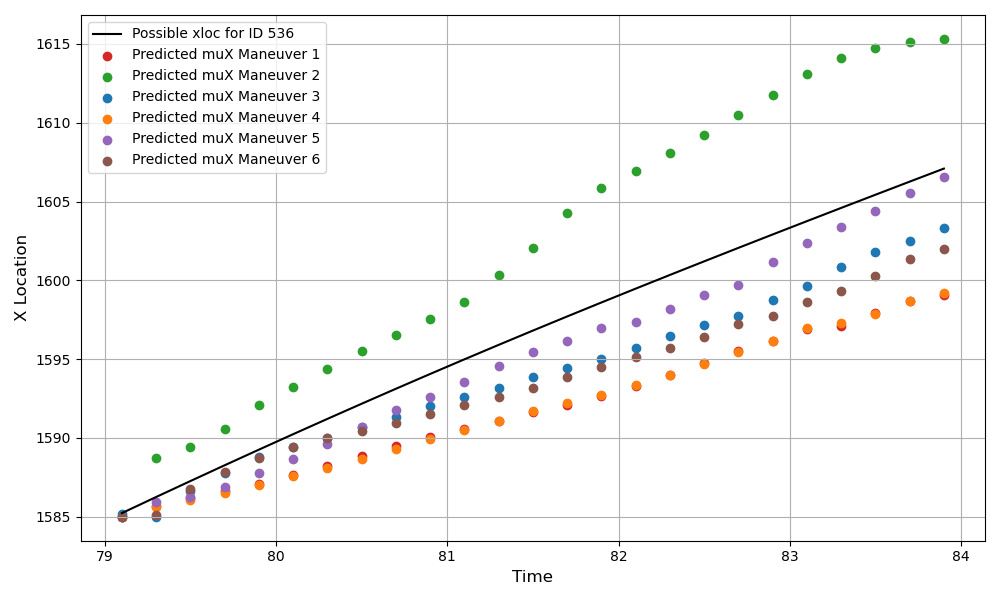 Possible xloc for ID 536
Predicted muX Maneuver 1
Predicted muX Maneuver 2
Predicted muX Maneuver 3
Predicted muX Maneuver 4
Predicted muX Maneuver 5
Predicted muX Maneuver 6
1615
1610
1605
1600
1595
1590
1585
X Location
79 80 81 82 83 84
Time